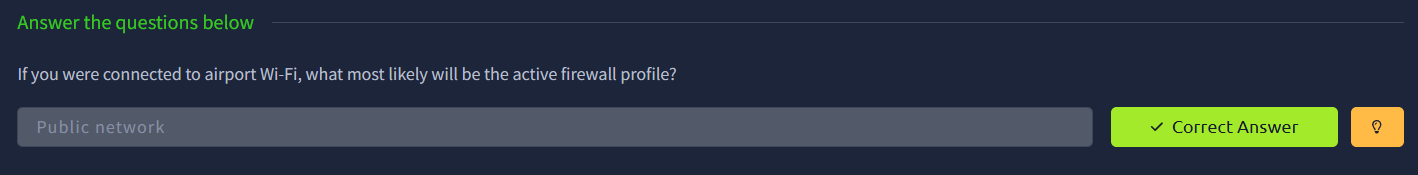 Answer the questions below
If you were connected to airport Wi-Fi, what most likely will be the active firewall profile?
Public network
Correct Answer